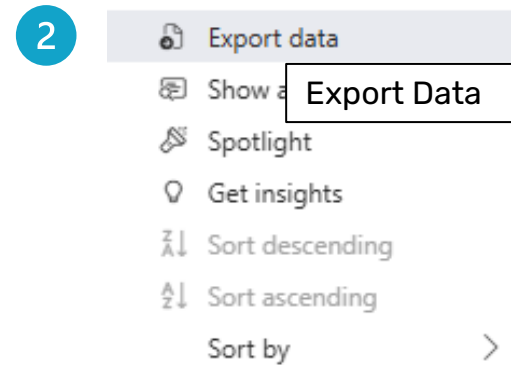 2
Export data
Show a
Export Data
Spotlight
Get insights
Sort descending
Sort ascending
Sort by